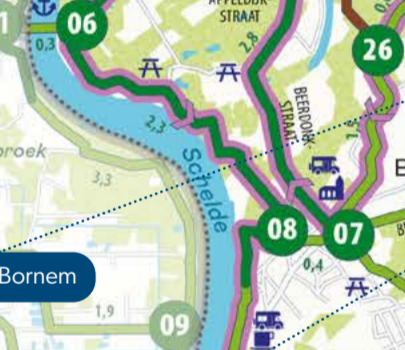 STRAAT
06
0,3
2,8
26
BEERDONK
STRAAT
2,3
broek
3,3
Schelde
08
07
0,4
Bornem
1,9
09